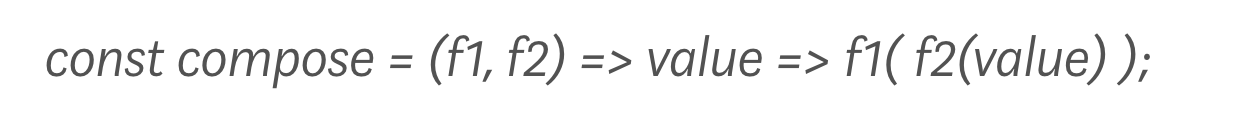 const compose = (f1, f2) => value => f1( f2(value) );